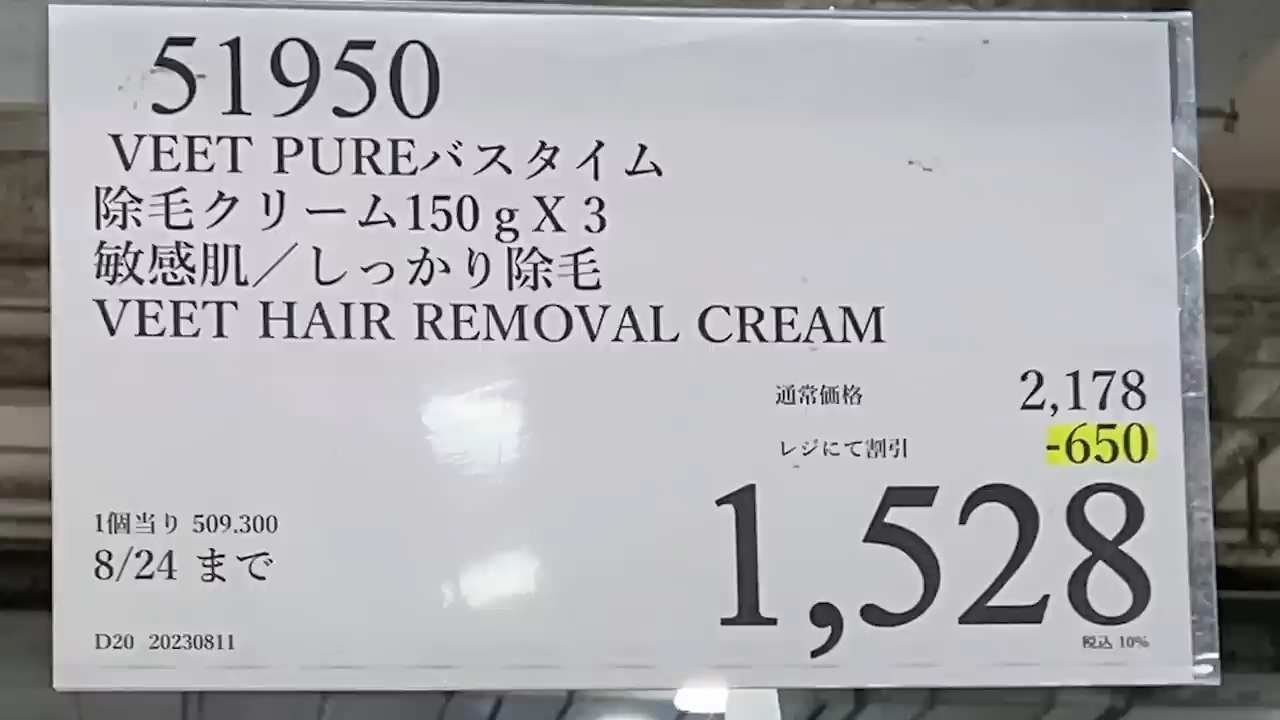 51950
VEET PUREバスタイム
除毛クリーム150ｇX 3
敏感肌／しっかり除毛
VEET HAIR REMOVAL CREAM
通常価格 2,178
レジにて割引 -650
1,528
1個当り 509.300
8/24 まで
D20 20230811
税込 10%